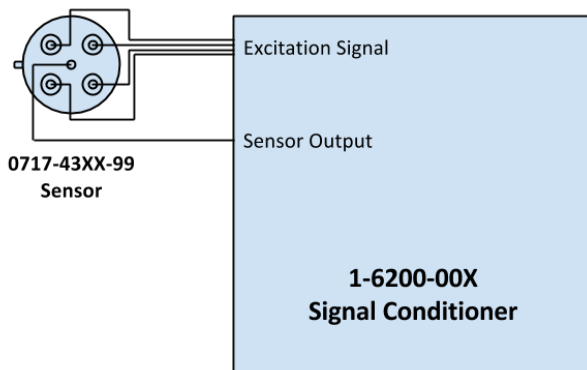 Excitation Signal
Sensor Output
0717-43XX-99
Sensor
1-6200-00X
Signal Conditioner